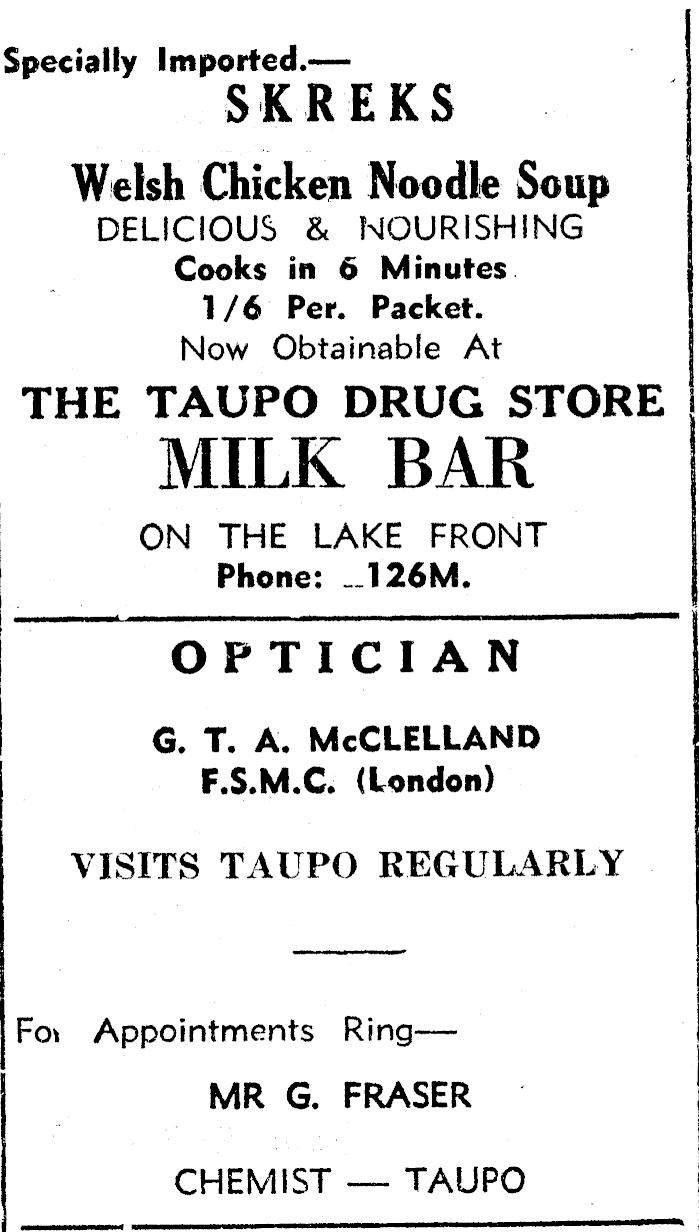 Specially Imported.—
SKREKS
Welsh Chicken Noodle Soup
DELICIOUS & NOURISHING
Cooks in 6 Minutes
1/6 Per. Packet.
Now Obtainable At
THE TAUPO DRUG STORE
MILK BAR
ON THE LAKE FRONT
Phone: 126M.
OPTICIAN
G. T. A. McCLELLAND
F.S.M.C. (London)
VISITS TAUPO REGULARLY
For Appointments Ring—
MR G. FRASER
CHEMIST — TAUPO